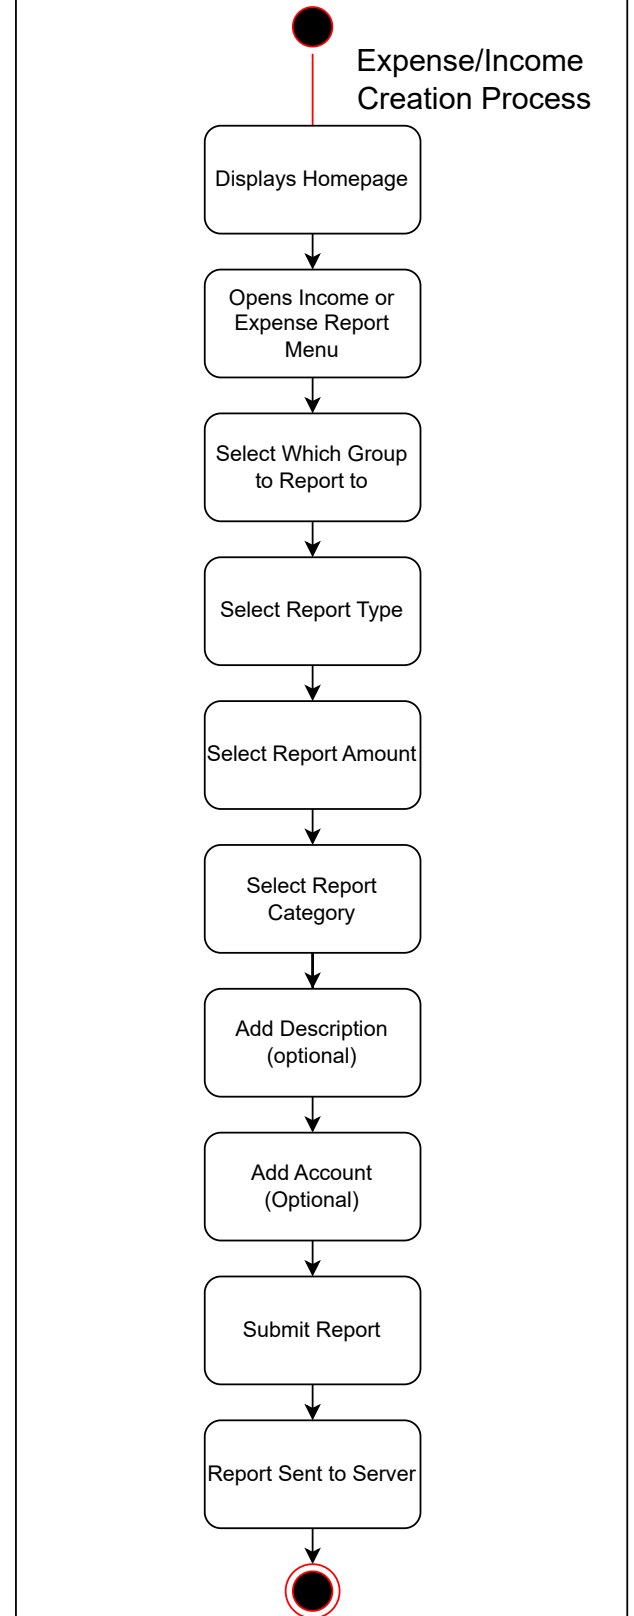 Expense/Income
Creation Process
Displays Homepage
Opens Income or
Expense Report
Menu
Select Which Group
to Report to
Select Report Type
Select Report Amount
Select Report
Category
Add Description
(optional)
Add Account
(Optional)
Submit Report
Report Sent to Server